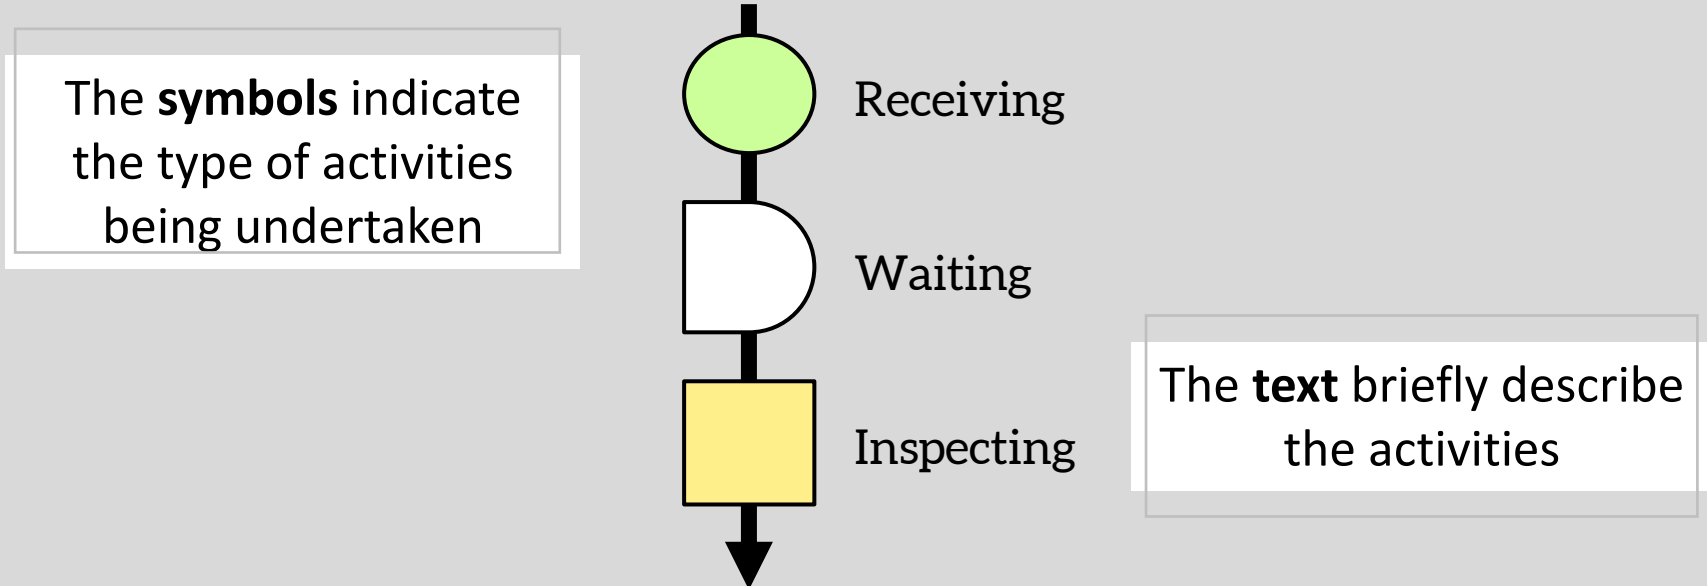 The symbols indicate
the type of activities
being undertaken
Receiving
Waiting
Inspecting
The text briefly describe
the activities